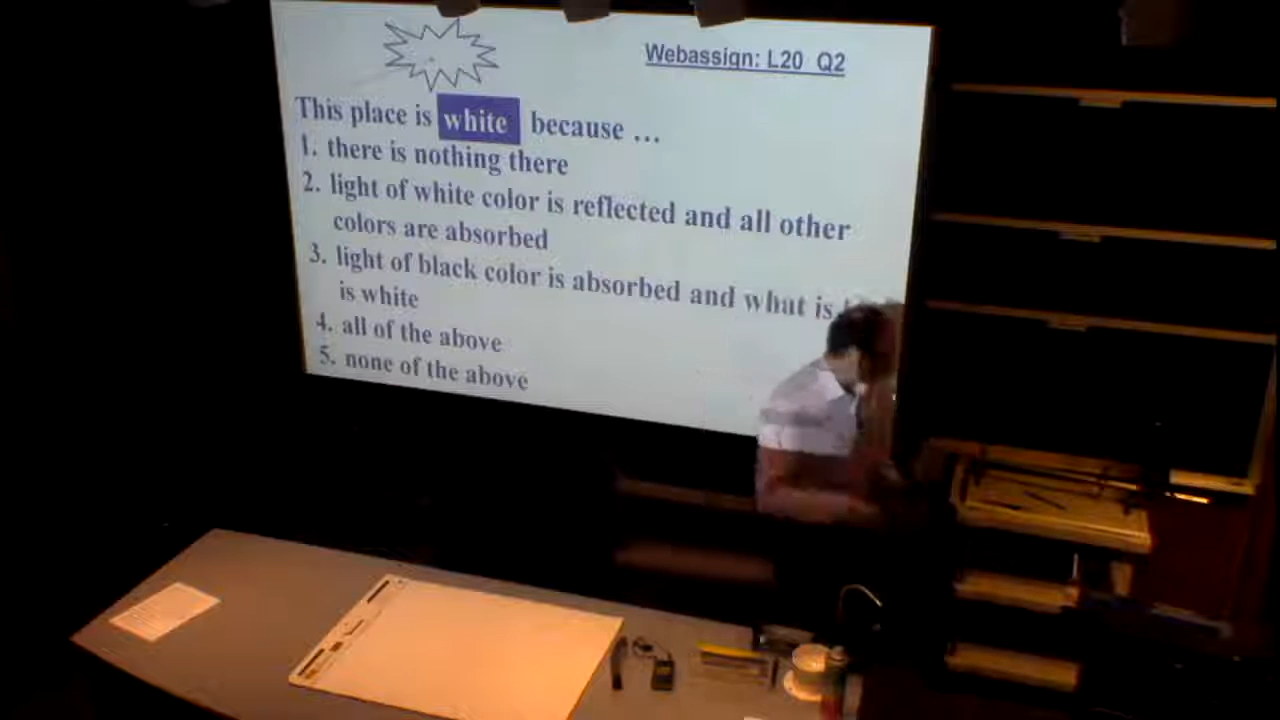 Webassign: L20 Q2
This place is white because ...
1. there is nothing there
2. light of white color is reflected and all other
colors are absorbed
3. light of black color is absorbed and what is
is white
4. all of the above
5. none of the above